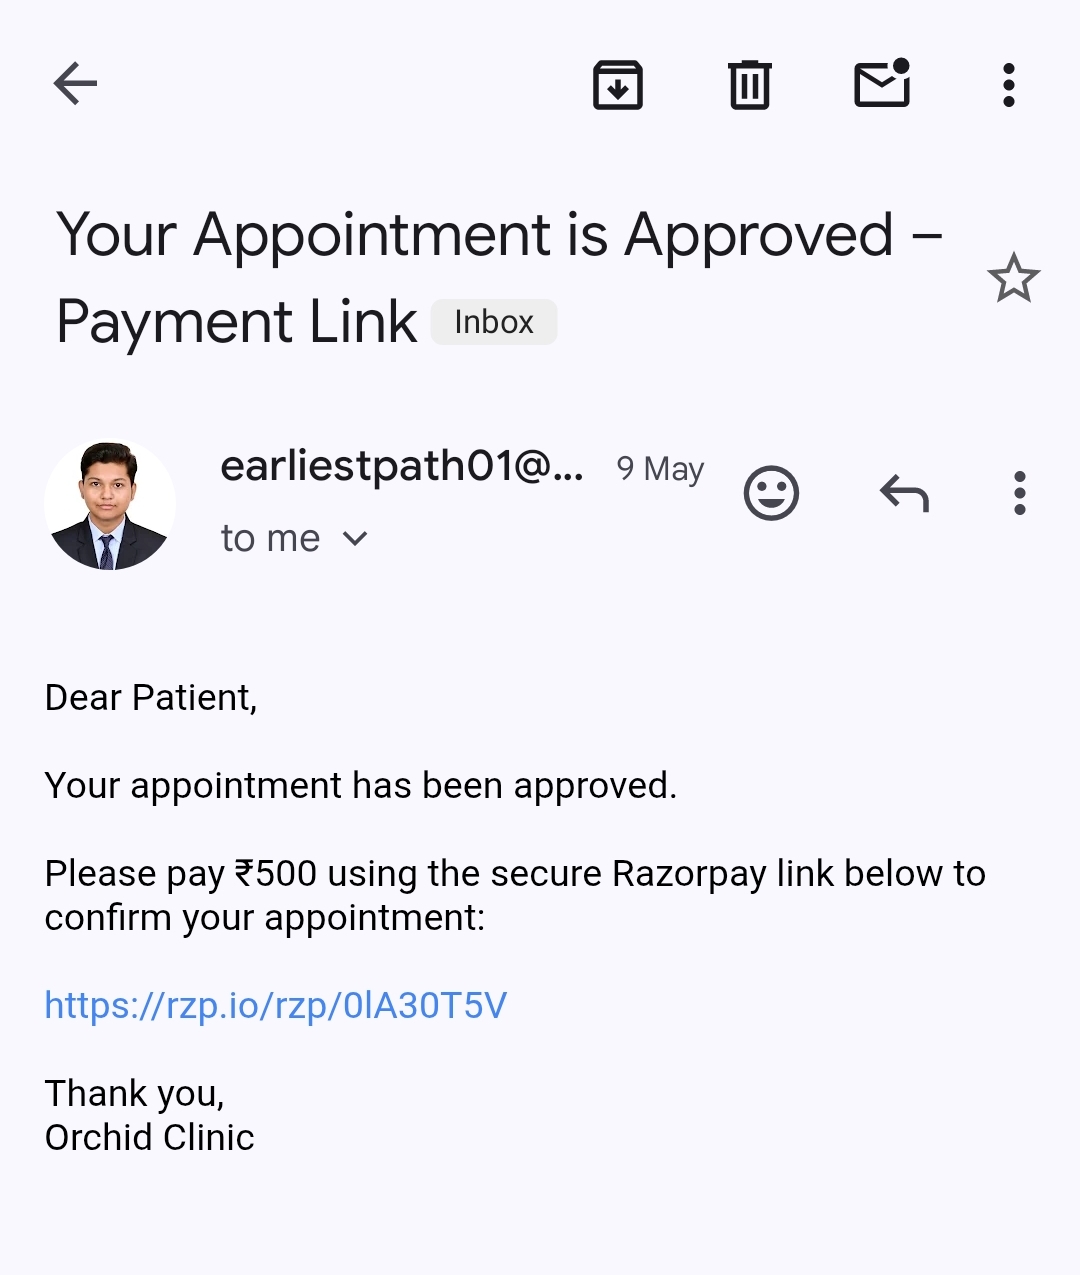 Your Appointment is Approved –
Payment Link Inbox
earliestpath01@... 9 May
to me
Dear Patient,
Your appointment has been approved.
Please pay ₹500 using the secure Razorpay link below to
confirm your appointment:
https://rzp.io/rzp/0lA30T5V
Thank you,
Orchid Clinic